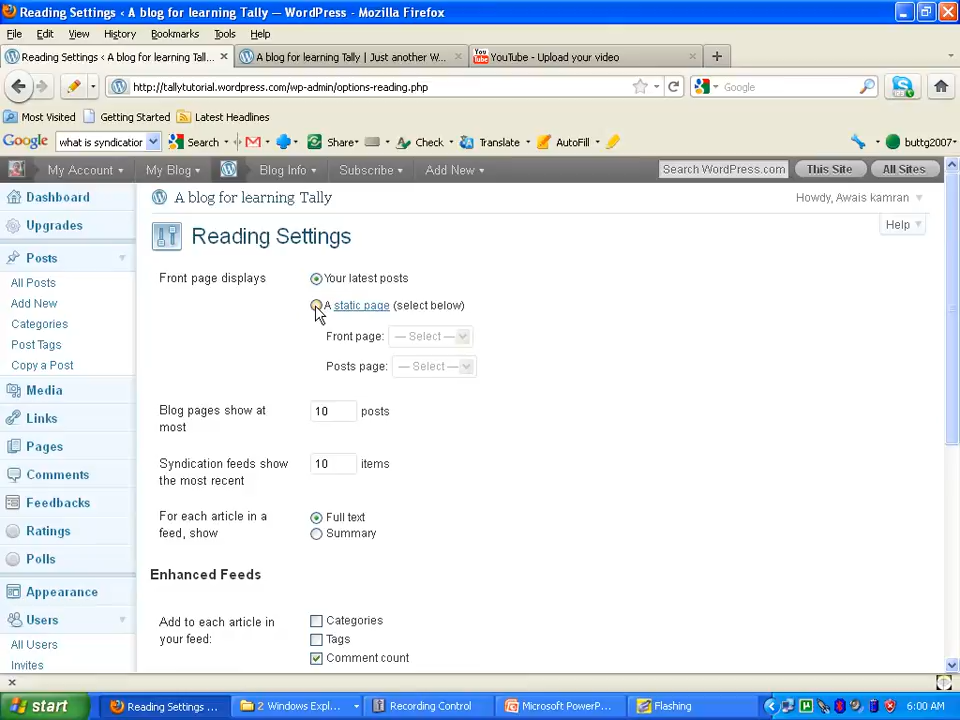 Reading Settings ‹ A blog for learning Tally — WordPress - Mozilla Firefox
File Edit View History Bookmarks Tools Help
Reading Settings ‹ A blog for learning Tall... × A blog for learning Tally | Just another W... × YouTube - Upload your video ×
http://tallytutorial.wordpress.com/wp-admin/options-reading.php Google
Most Visited Getting Started Latest Headlines
Google what is syndication Search Share Check Translate AutoFill buttg2007
My Account My Blog Blog Info Subscribe Add New Search WordPress.com This Site All Sites
Dashboard
Upgrades
Posts
All Posts
Add New
Categories
Post Tags
Copy a Post
Media
Links
Pages
Comments
Feedbacks
Ratings
Polls
Appearance
Users
All Users
Invites
A blog for learning Tally
Howdy, Awais kamran
Help
Reading Settings
Front page displays
Your latest posts
A static page (select below)
Front page: — Select —
Posts page: — Select —
Blog pages show at most
10 posts
Syndication feeds show the most recent
10 items
For each article in a feed, show
Full text
Summary
Enhanced Feeds
Add to each article in your feed:
Categories
Tags
Comment count
start Reading Settings ... 2 Windows Expl... Recording Control Microsoft PowerP... Flashing 6:00 AM